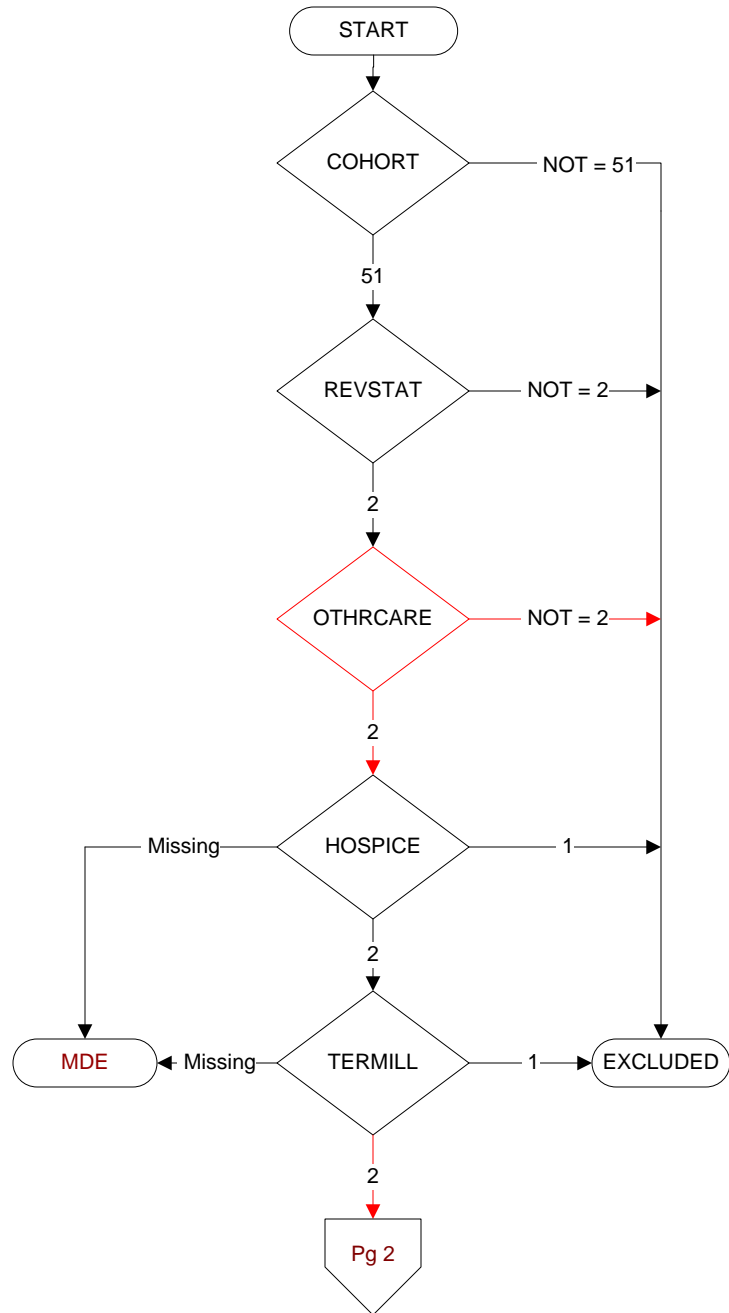 START
COHORT
NOT = 51
51
REVSTAT
NOT = 2
2
OTHRCARE
NOT = 2
2
Missing
HOSPICE
1
2
MDE
Missing
TERMILL
1
EXCLUDED
2
Pg 2